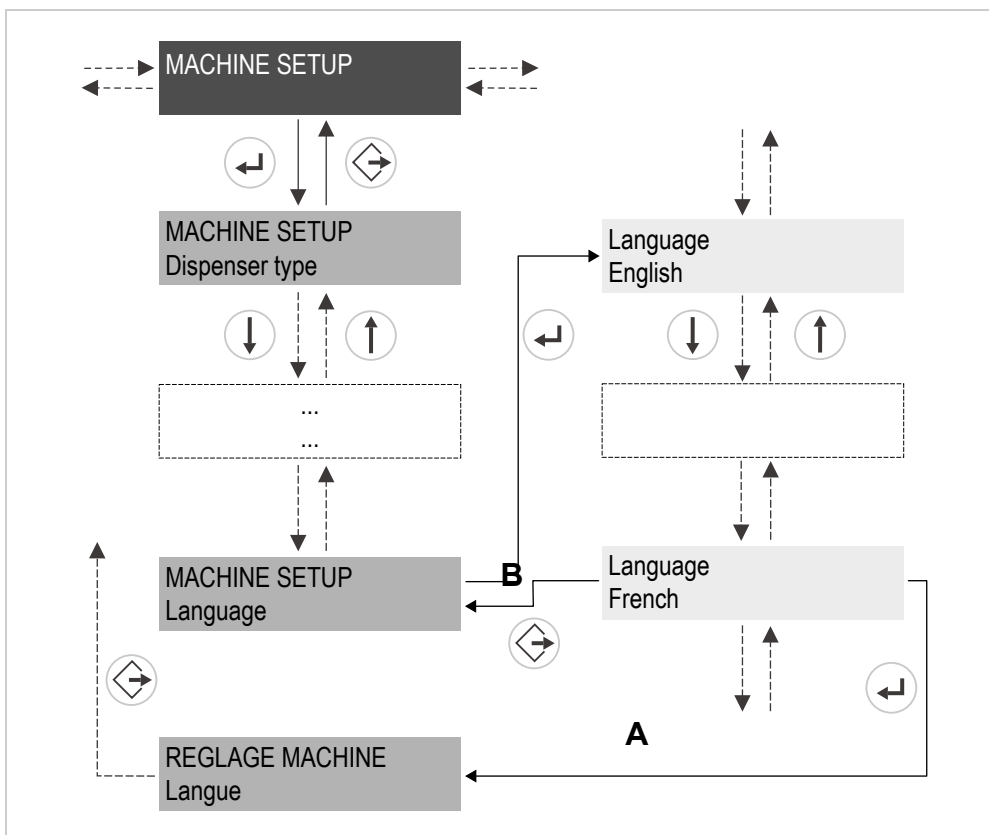 MACHINE SETUP
MACHINE SETUP
Dispenser type
Language
English
...
...
MACHINE SETUP
Language
B
Language
French
A
REGLAGE MACHINE
Langue